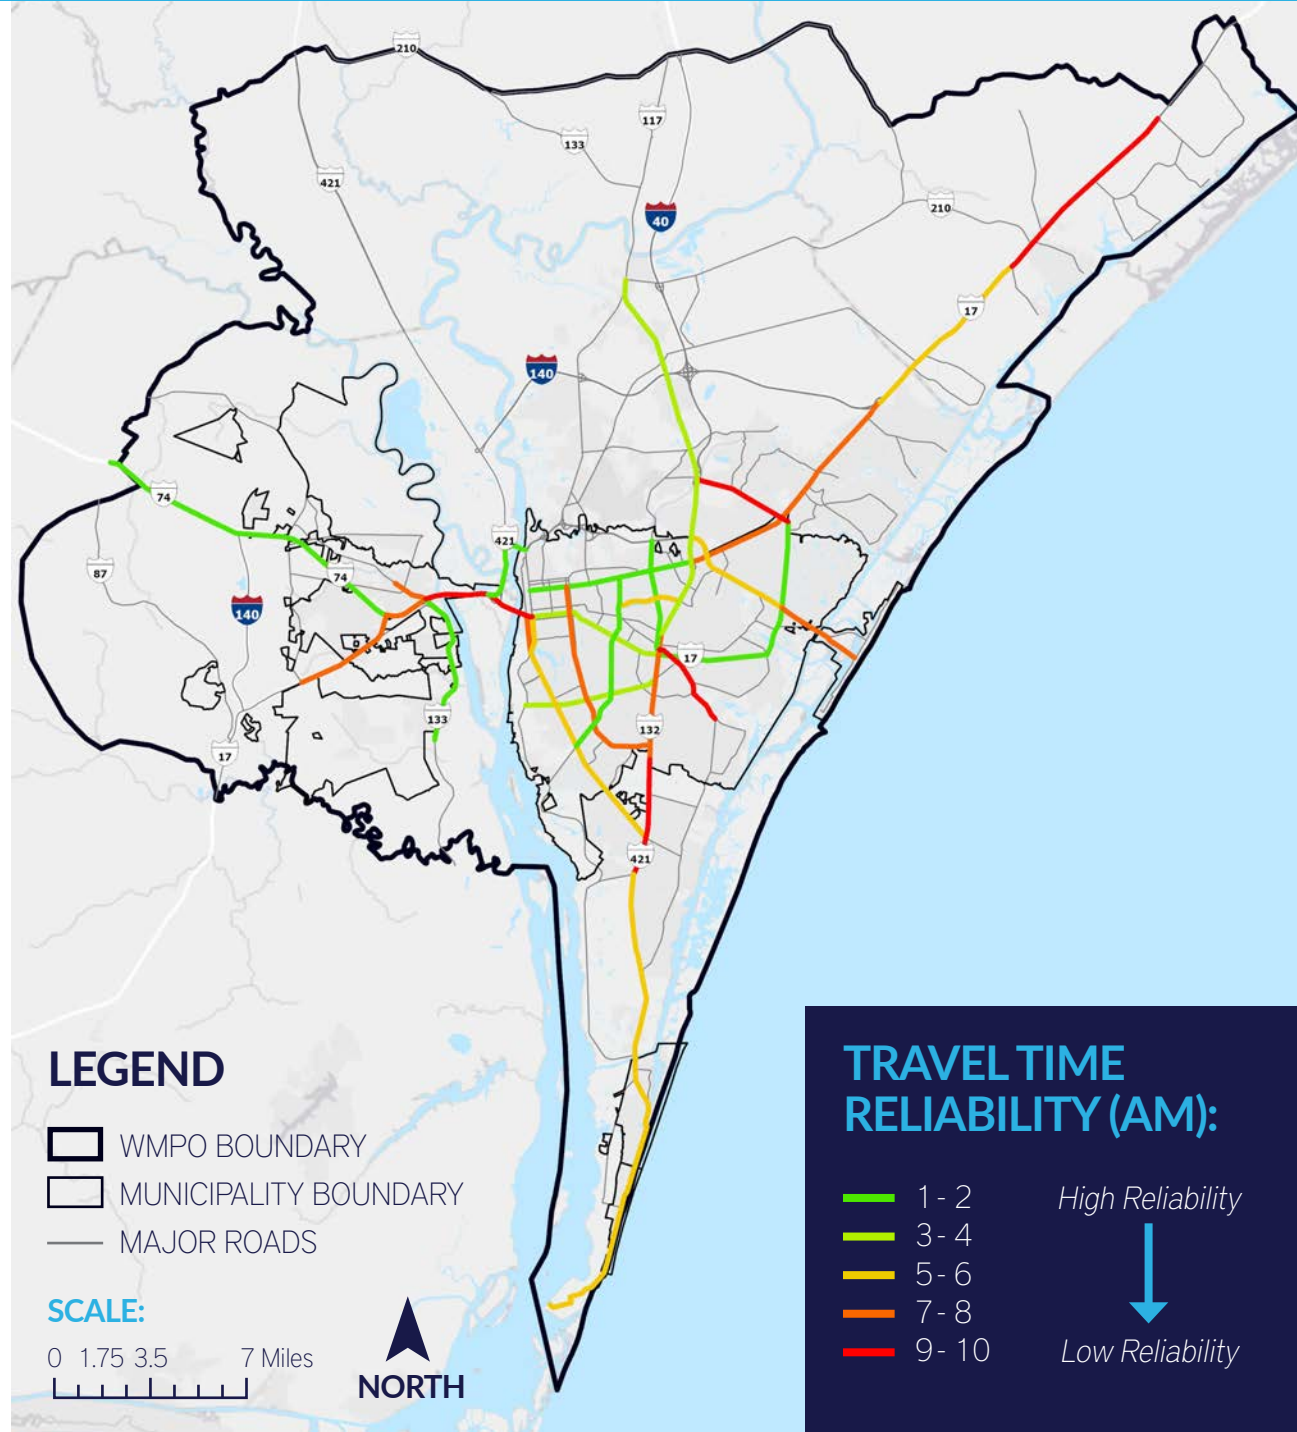 210
117
133
421
40
210
17
140
74
421
87
74
140
17
133
132
17
421
LEGEND
WMPO BOUNDARY
MUNICIPALITY BOUNDARY
MAJOR ROADS
SCALE:
0 1.75 3.5 7 Miles
NORTH
TRAVEL TIME
RELIABILITY (AM):
1 - 2 High Reliability
3 - 4
5 - 6
7 - 8
9 - 10 Low Reliability